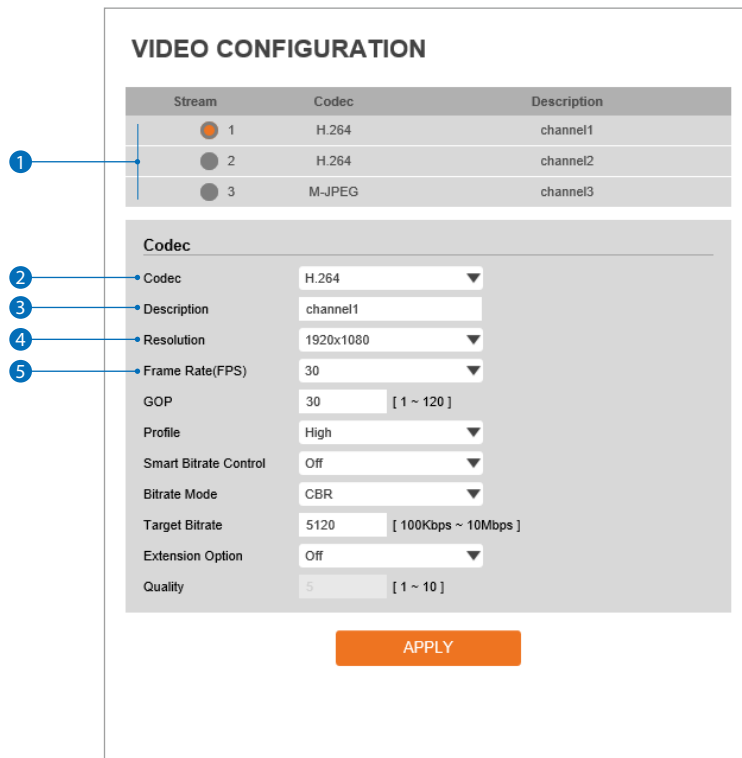 VIDEO CONFIGURATION
Stream Codec Description
1 1 H.264 channel1
2 H.264 channel2
3 M-JPEG channel3
Codec
2 Codec H.264
3 Description channel1
4 Resolution 1920x1080
5 Frame Rate(FPS) 30
GOP 30 [ 1 ~ 120 ]
Profile High
Smart Bitrate Control Off
Bitrate Mode CBR
Target Bitrate 5120 [ 100Kbps ~ 10Mbps ]
Extension Option Off
Quality 5 [ 1 ~ 10 ]
APPLY